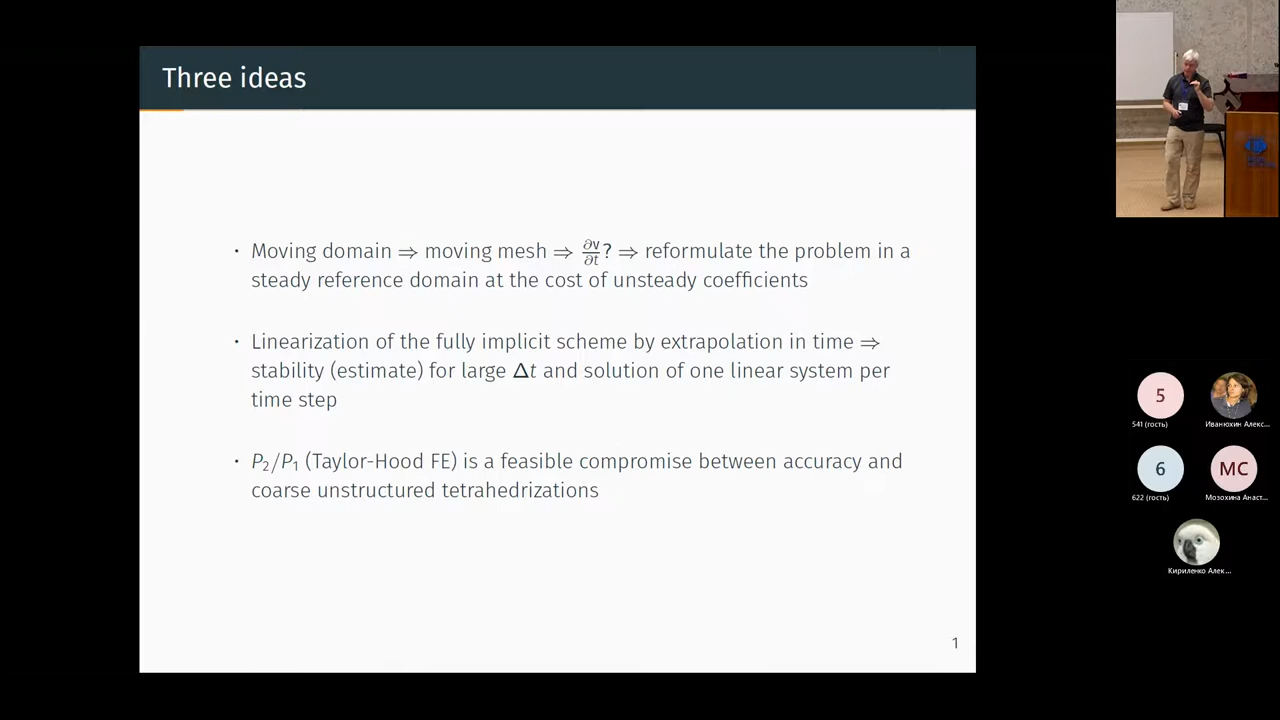 Three ideas
• Moving domain ⇒ moving mesh ⇒ ∂v/∂t? ⇒ reformulate the problem in a
steady reference domain at the cost of unsteady coefficients
• Linearization of the fully implicit scheme by extrapolation in time ⇒
stability (estimate) for large Δt and solution of one linear system per
time step
• P₂/P₁ (Taylor-Hood FE) is a feasible compromise between accuracy and
coarse unstructured tetrahedrizations
1
5
541 (гость)
Иванюхин Алекс...
6
622 (гость)
МС
Мозохина Анаст...
Кириленко Алек...